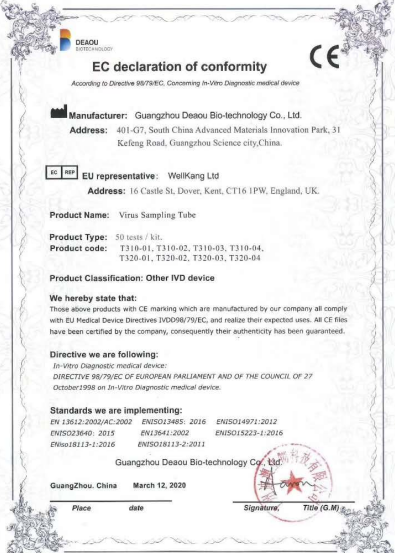 DEAOU
BIOTECHNOLOGY
CE
EC declaration of conformity
According to Directive 98/79/EC, Concerning In-Vitro Diagnostic medical device
Manufacturer: Guangzhou Deaou Bio-technology Co., Ltd.
Address: 401-G7, South China Advanced Materials Innovation Park, 31
Kefeng Road, Guangzhou Science city,China.
EC REP EU representative: WellKang Ltd
Address: 16 Castle St, Dover, Kent, CT16 1PW, England, UK.
Product Name: Virus Sampling Tube
Product Type: 50 tests / kit.
Product code: T310-01, T310-02, T310-03, T310-04,
T320-01, T320-02, T320-03, T320-04
Product Classification: Other IVD device
We hereby state that:
Those above products with CE marking which are manufactured by our company all comply
with EU Medical Device Directives IVDD98/79/EC, and realize their expected uses. All CE files
have been certified by the company, consequently their authenticity has been guaranteed.
Directive we are following:
In-Vitro Diagnostic medical device:
DIRECTIVE 98/79/EC OF EUROPEAN PARLIAMENT AND OF THE COUNCIL OF 27
October1998 on In-Vitro Diagnostic medical device.
Standards we are implementing:
EN 13612:2002/AC:2002 ENISO13485: 2016 ENISO14971:2012
ENISO23640: 2015 EN13641:2002 ENISO15223-1:2016
ENiso18113-1:2016 ENISO18113-2:2011
Guangzhou Deaou Bio-technology Co., Ltd.
GuangZhou. China March 12, 2020
Place date Signature, Title (G.M)